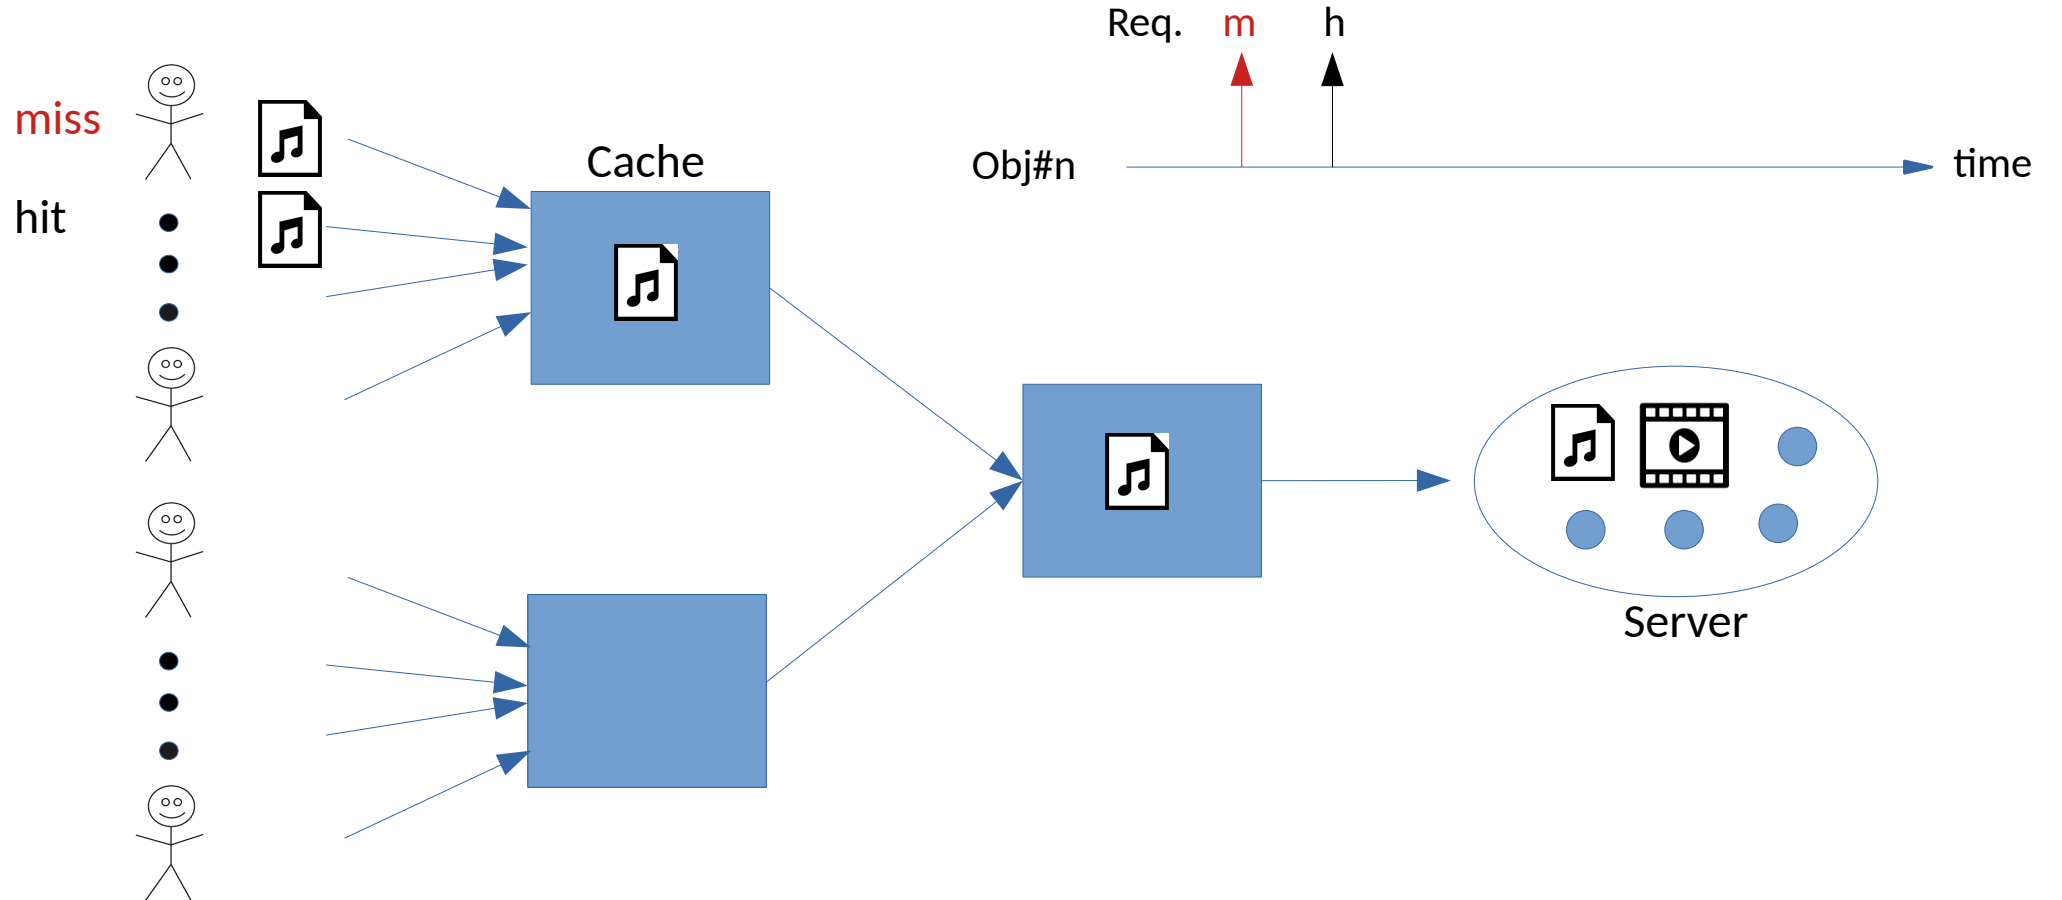 Req. m h
miss
Cache
Obj#n
time
hit
Server